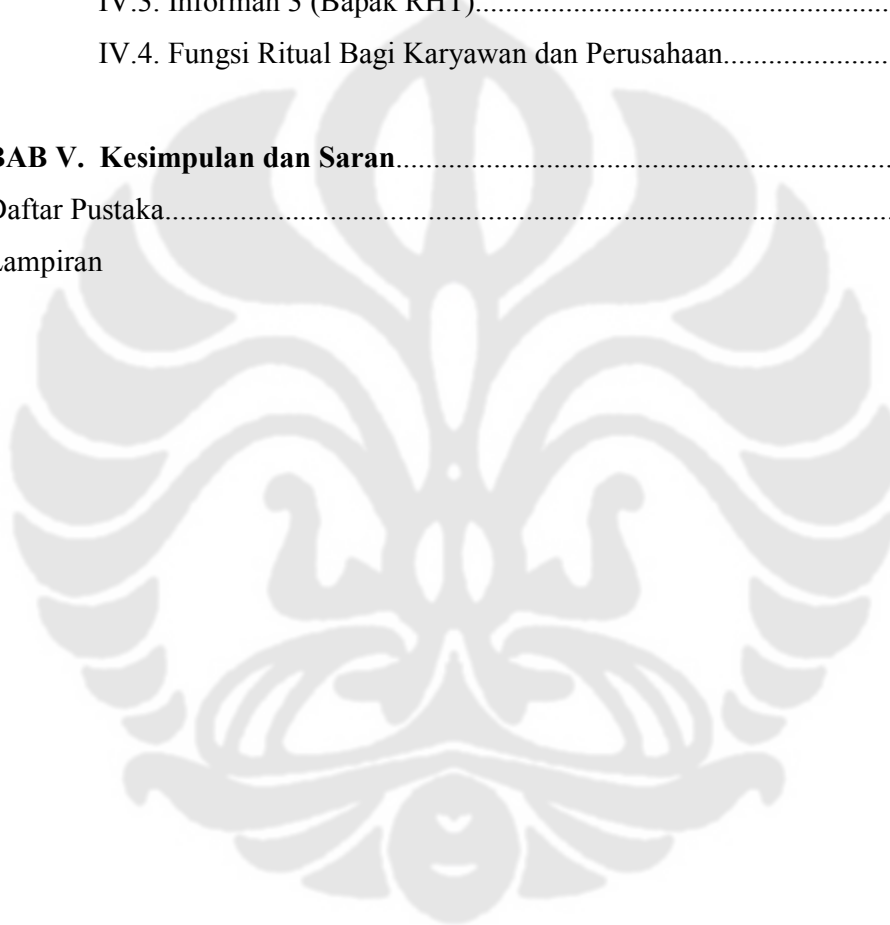 IV.3. Informan 3 (Bapak RHT)..........................................................
IV.4. Fungsi Ritual Bagi Karyawan dan Perusahaan......................
BAB V. Kesimpulan dan Saran..................................................................
Daftar Pustaka................................................................................................
Lampiran